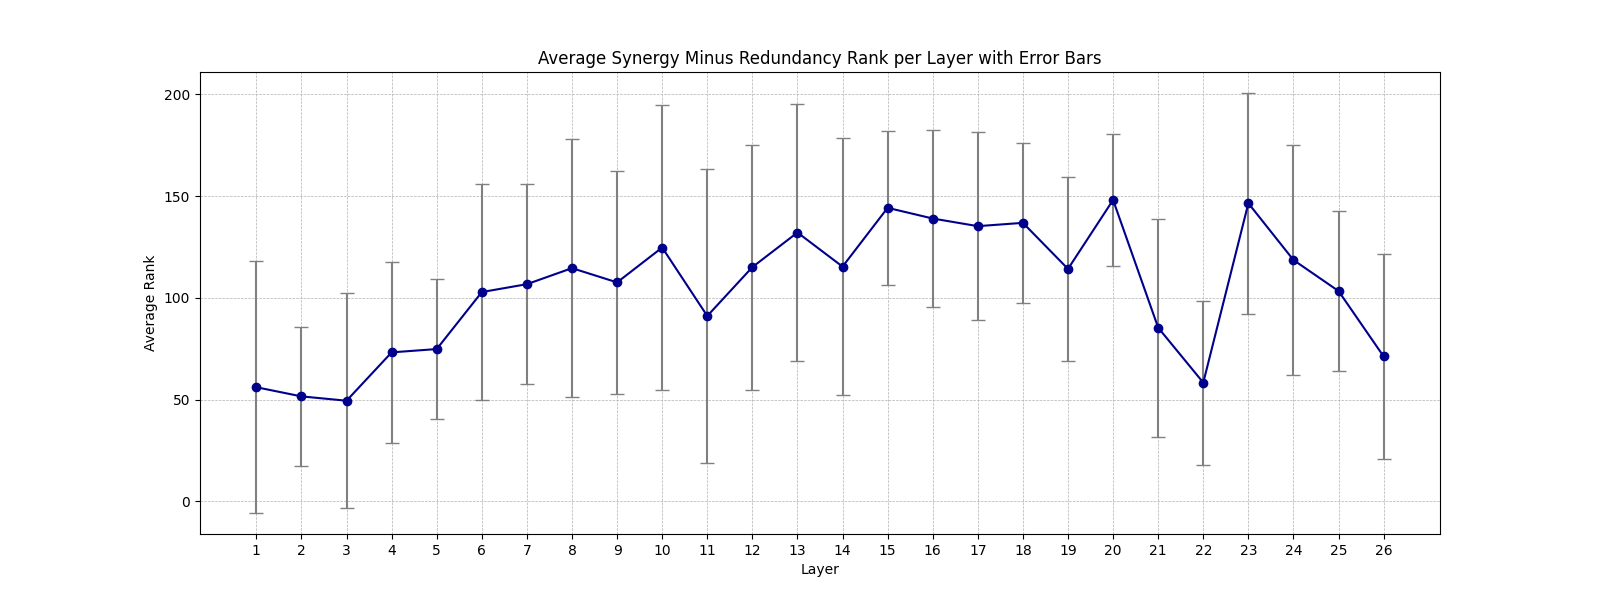 Average Synergy Minus Redundancy Rank per Layer with Error Bars
200
150
100
50
0
Average Rank
1 2 3 4 5 6 7 8 9 10 11 12 13 14 15 16 17 18 19 20 21 22 23 24 25 26
Layer